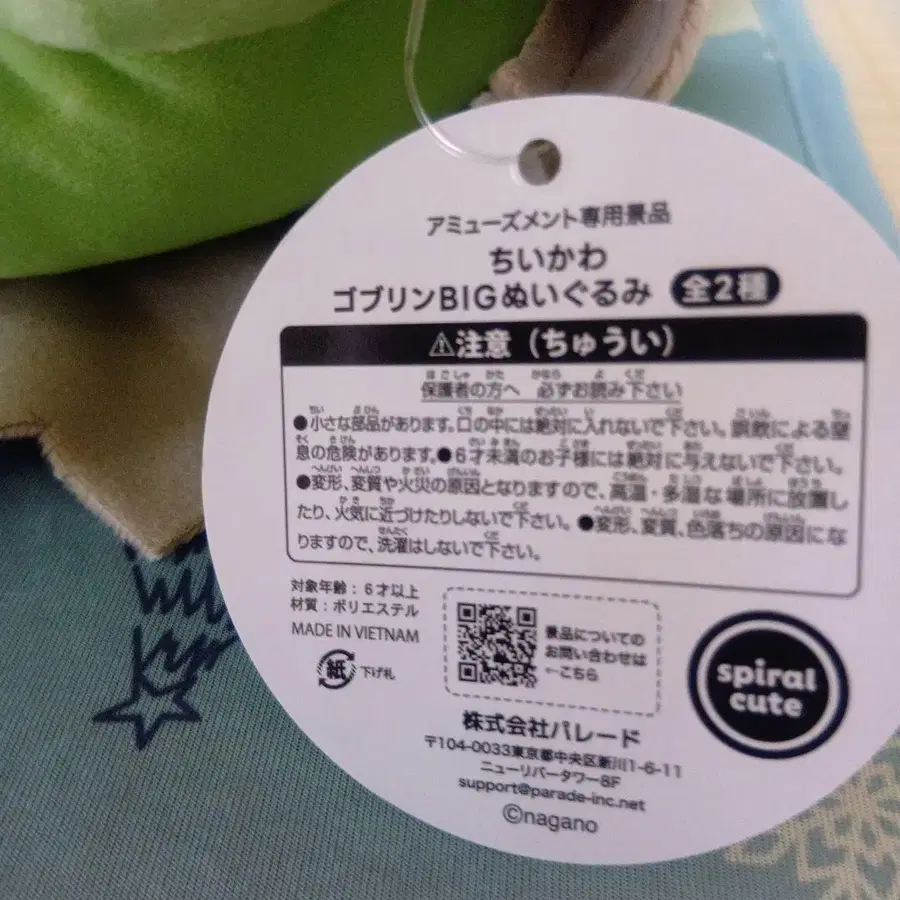 アミューズメント専用景品
ちいかわ
ゴブリンBIGぬいぐるみ 全2種
⚠注意（ちゅうい）
保護者の方へ 必ずお読み下さい
●小さな部品があります。口の中には絶対に入れないで下さい。誤飲による窒
息の危険があります。●6才未満のお子様には絶対に与えないで下さい。
●変形、変質や火災の原因となりますので、高温・多湿な場所に放置し
たり、火気に近づけたりしないで下さい。●変形、変質、色落ちの原因にな
りますので、洗濯はしないで下さい。
対象年齢：6才以上
材質：ポリエステル
MADE IN VIETNAM
紙 下げ札
景品についての
お問い合わせは
←こちら
spiral
cute
株式会社パレード
〒104-0033東京都中央区新川1-6-11
ニューリバータワー8F
support@parade-inc.net
©nagano